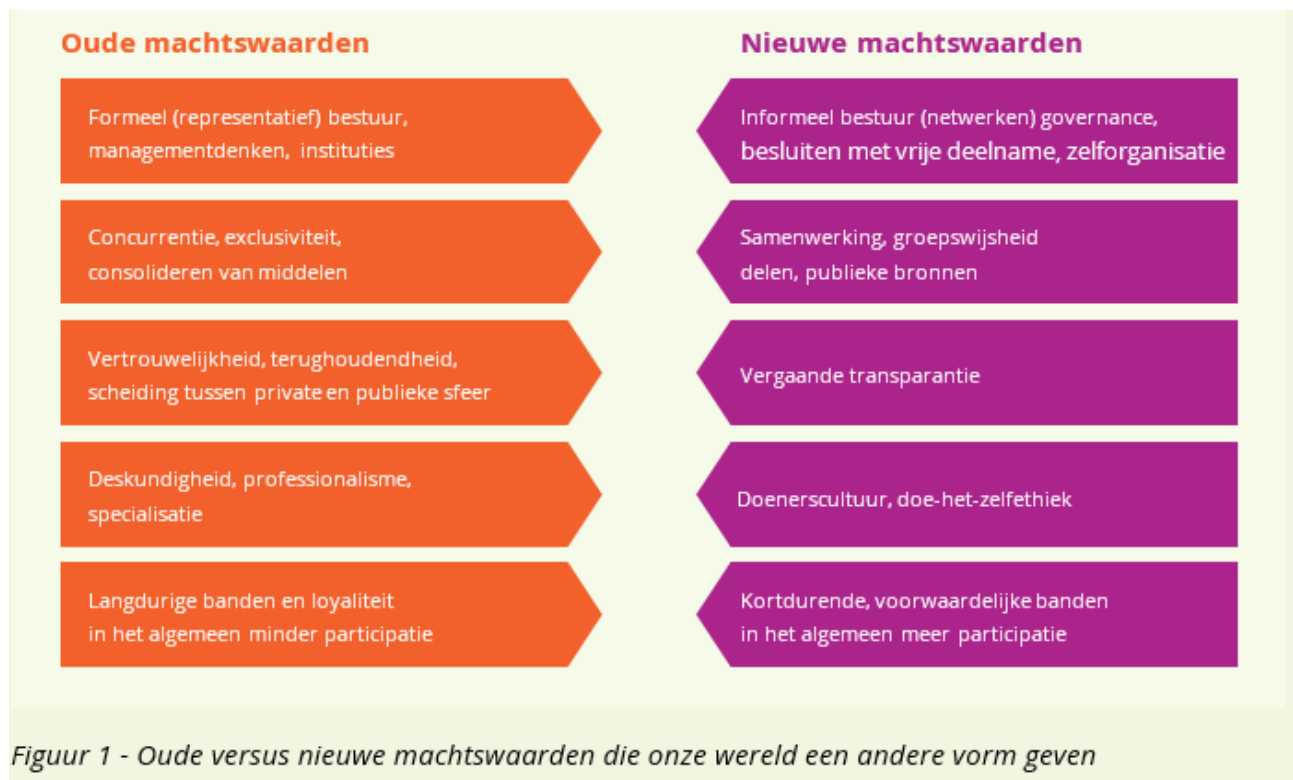 Oude machtswaarden
Nieuwe machtswaarden
Formeel (representatief) bestuur,
managementdenken, instituties
Informeel bestuur (netwerken) governance,
besluiten met vrije deelname, zelforganisatie
Concurrentie, exclusiviteit,
consolideren van middelen
Samenwerking, groepswijsheid
delen, publieke bronnen
Vertrouwelijkheid, terughoudendheid,
scheiding tussen private en publieke sfeer
Vergaande transparantie
Deskundigheid, professionalisme,
specialisatie
Doenerscultuur, doe-het-zelfethiek
Langdurige banden en loyaliteit
in het algemeen minder participatie
Kortdurende, voorwaardelijke banden
in het algemeen meer participatie
Figuur 1 - Oude versus nieuwe machtswaarden die onze wereld een andere vorm geven